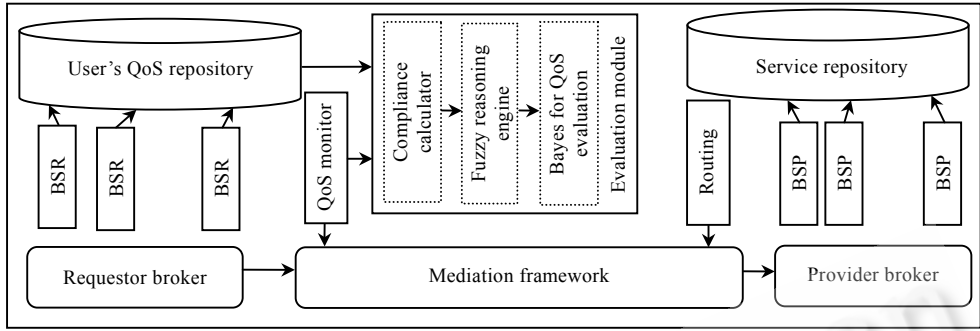 User's QoS repository
Service repository
BSR
BSR
BSR
QoS monitor
Compliance
calculator
Fuzzy reasoning
engine
Bayes for QoS
evaluation
Evaluation module
Routing
BSP
BSP
BSP
Requestor broker
Mediation framework
Provider broker